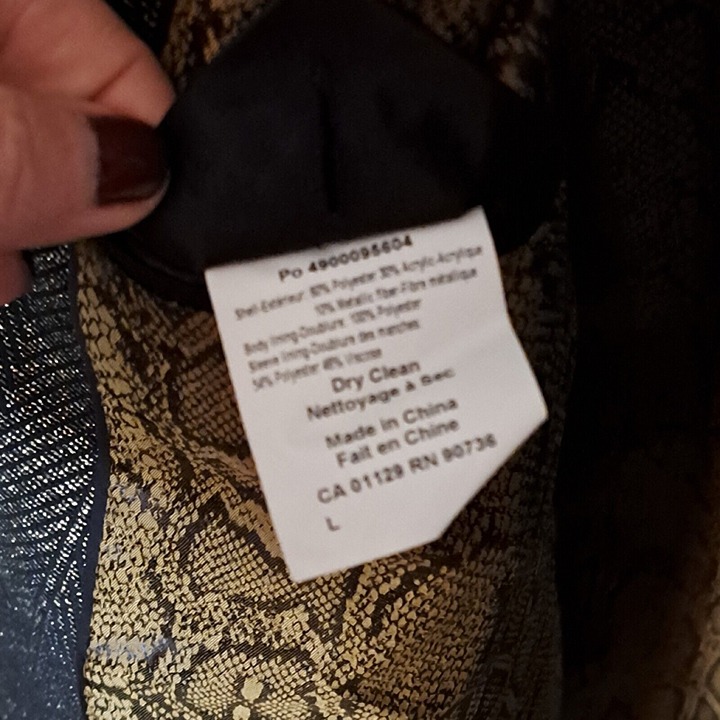 Po 4900095604
Shell-Exterieur: 60% Polyester 30% Acrylic-Acrylique
10% Metallic Fiber-Fibre métalique
Body lining-Doublure: 100% Polyester
Sleeve lining-Doublure des manches
54% Polyester 46% Viscose
Dry Clean
Nettoyage à sec
Made in China
Fait en Chine
CA 01129 RN 90736
L